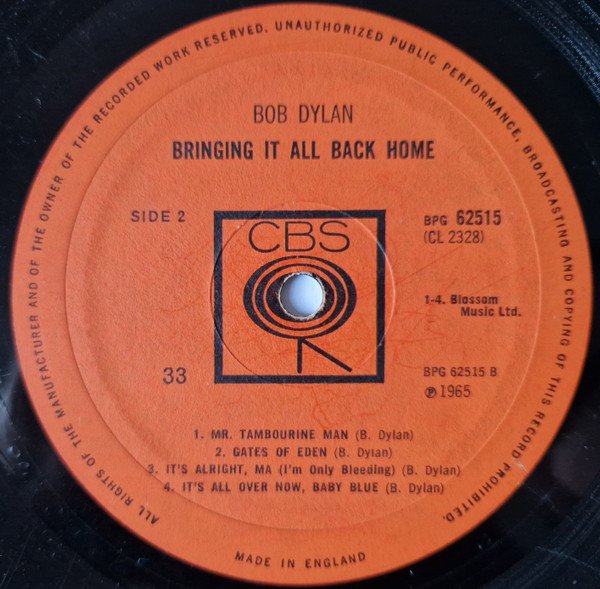 ALL RIGHTS OF THE MANUFACTURER AND OF THE OWNER OF THE RECORDED WORK RESERVED. UNAUTHORIZED PUBLIC PERFORMANCE, BROADCASTING AND COPYING OF THIS RECORD PROHIBITED.
BOB DYLAN
BRINGING IT ALL BACK HOME
SIDE 2
BPG 62515
(CL 2328)
CBS
1-4. Blossom
Music Ltd.
33
BPG 62515 B
℗ 1965
1. MR. TAMBOURINE MAN (B. Dylan)
2. GATES OF EDEN (B. Dylan)
3. IT'S ALRIGHT, MA (I'm Only Bleeding) (B. Dylan)
4. IT'S ALL OVER NOW, BABY BLUE (B. Dylan)
MADE IN ENGLAND